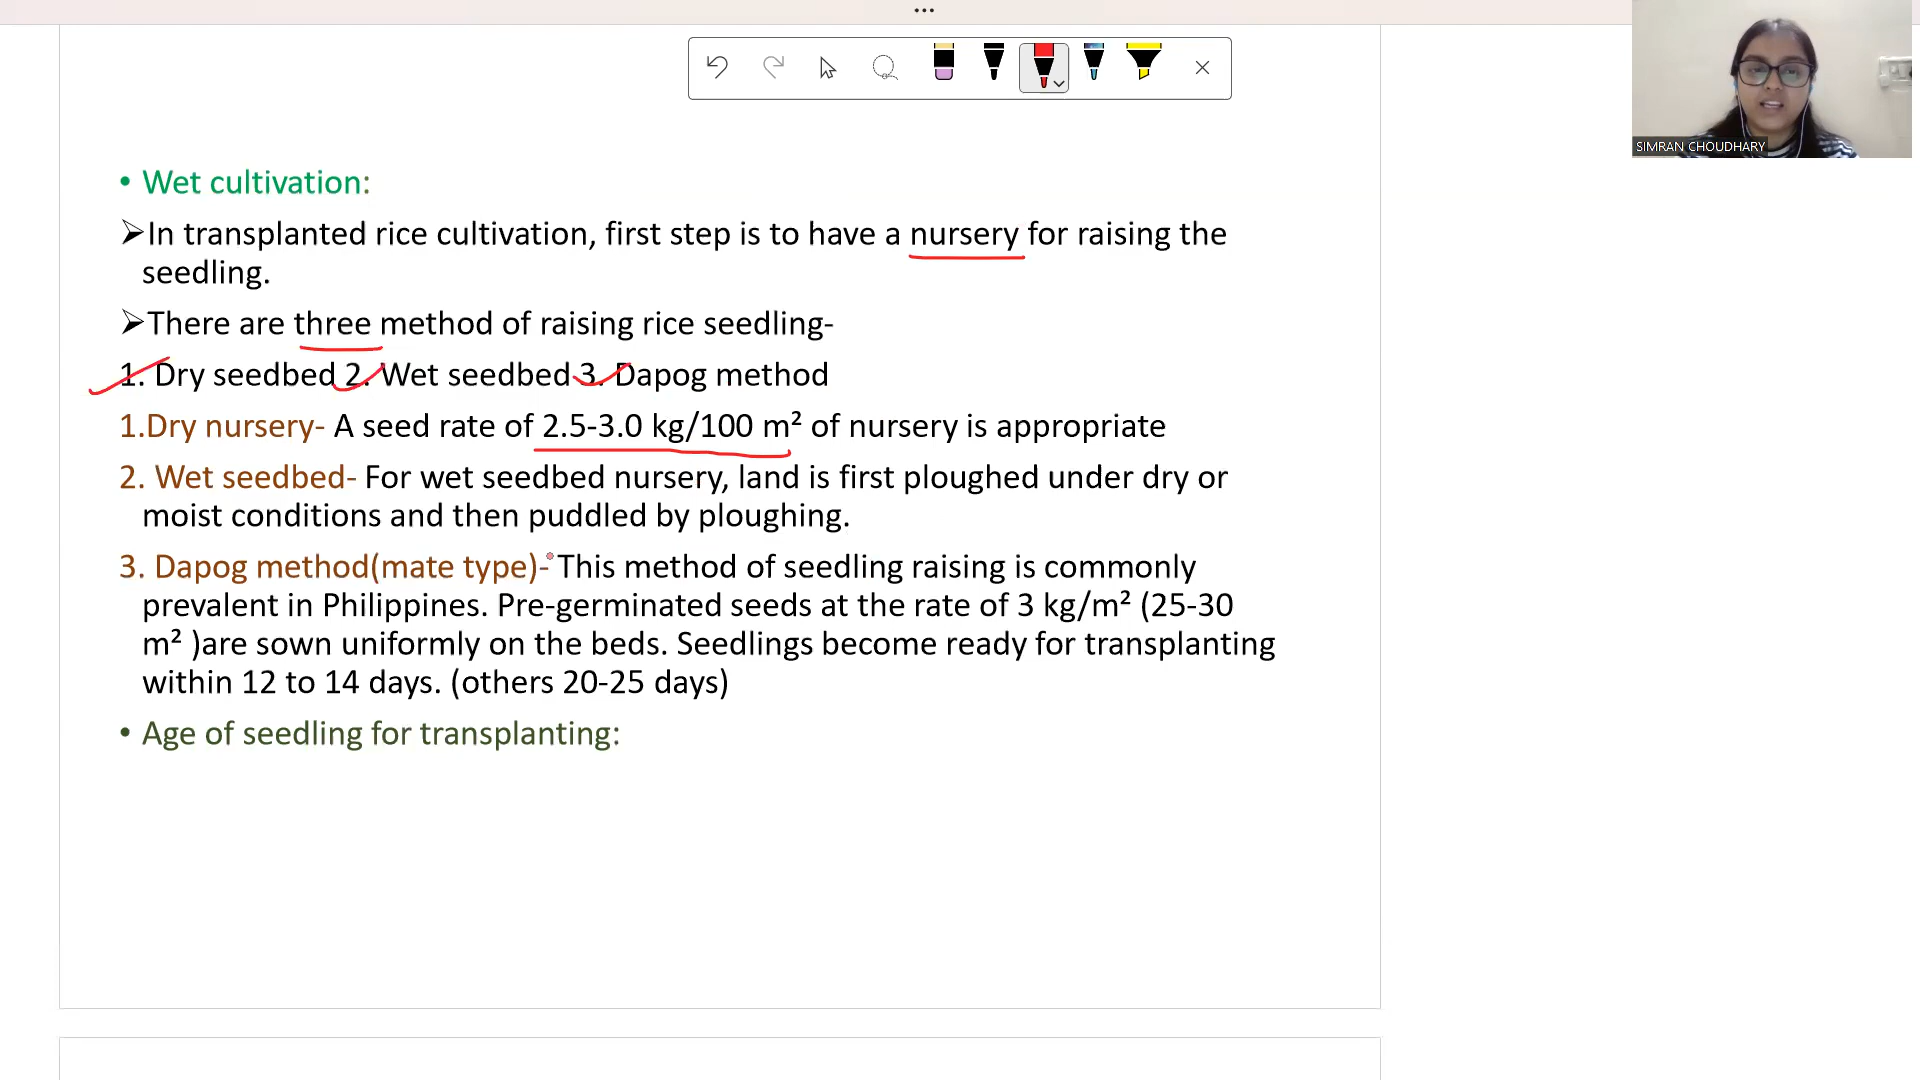 SIMRAN CHOUDHARY
• Wet cultivation:
➢In transplanted rice cultivation, first step is to have a nursery for raising the
seedling.
➢There are three method of raising rice seedling-
1. Dry seedbed 2. Wet seedbed 3. Dapog method
1.Dry nursery- A seed rate of 2.5-3.0 kg/100 m² of nursery is appropriate
2. Wet seedbed- For wet seedbed nursery, land is first ploughed under dry or
moist conditions and then puddled by ploughing.
3. Dapog method(mate type)- This method of seedling raising is commonly
prevalent in Philippines. Pre-germinated seeds at the rate of 3 kg/m² (25-30
m² )are sown uniformly on the beds. Seedlings become ready for transplanting
within 12 to 14 days. (others 20-25 days)
• Age of seedling for transplanting: